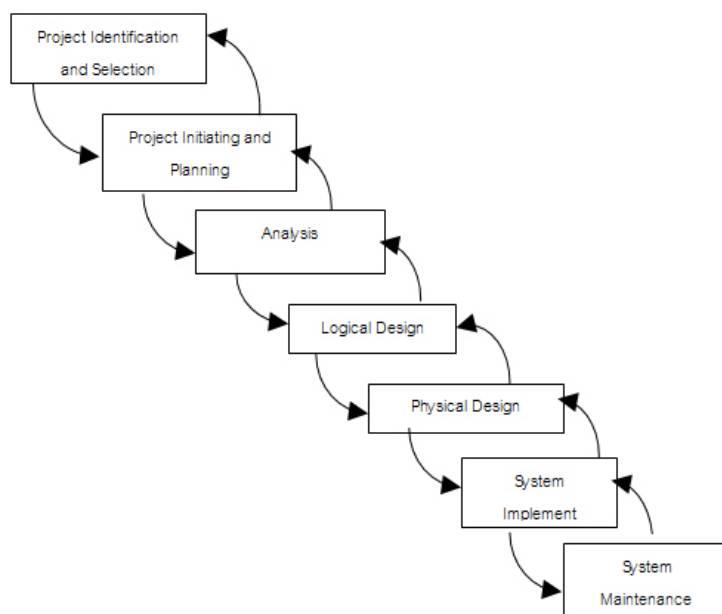 Project Identification
and Selection
Project Initiating and
Planning
Analysis
Logical Design
Physical Design
System
Implement
System
Maintenance